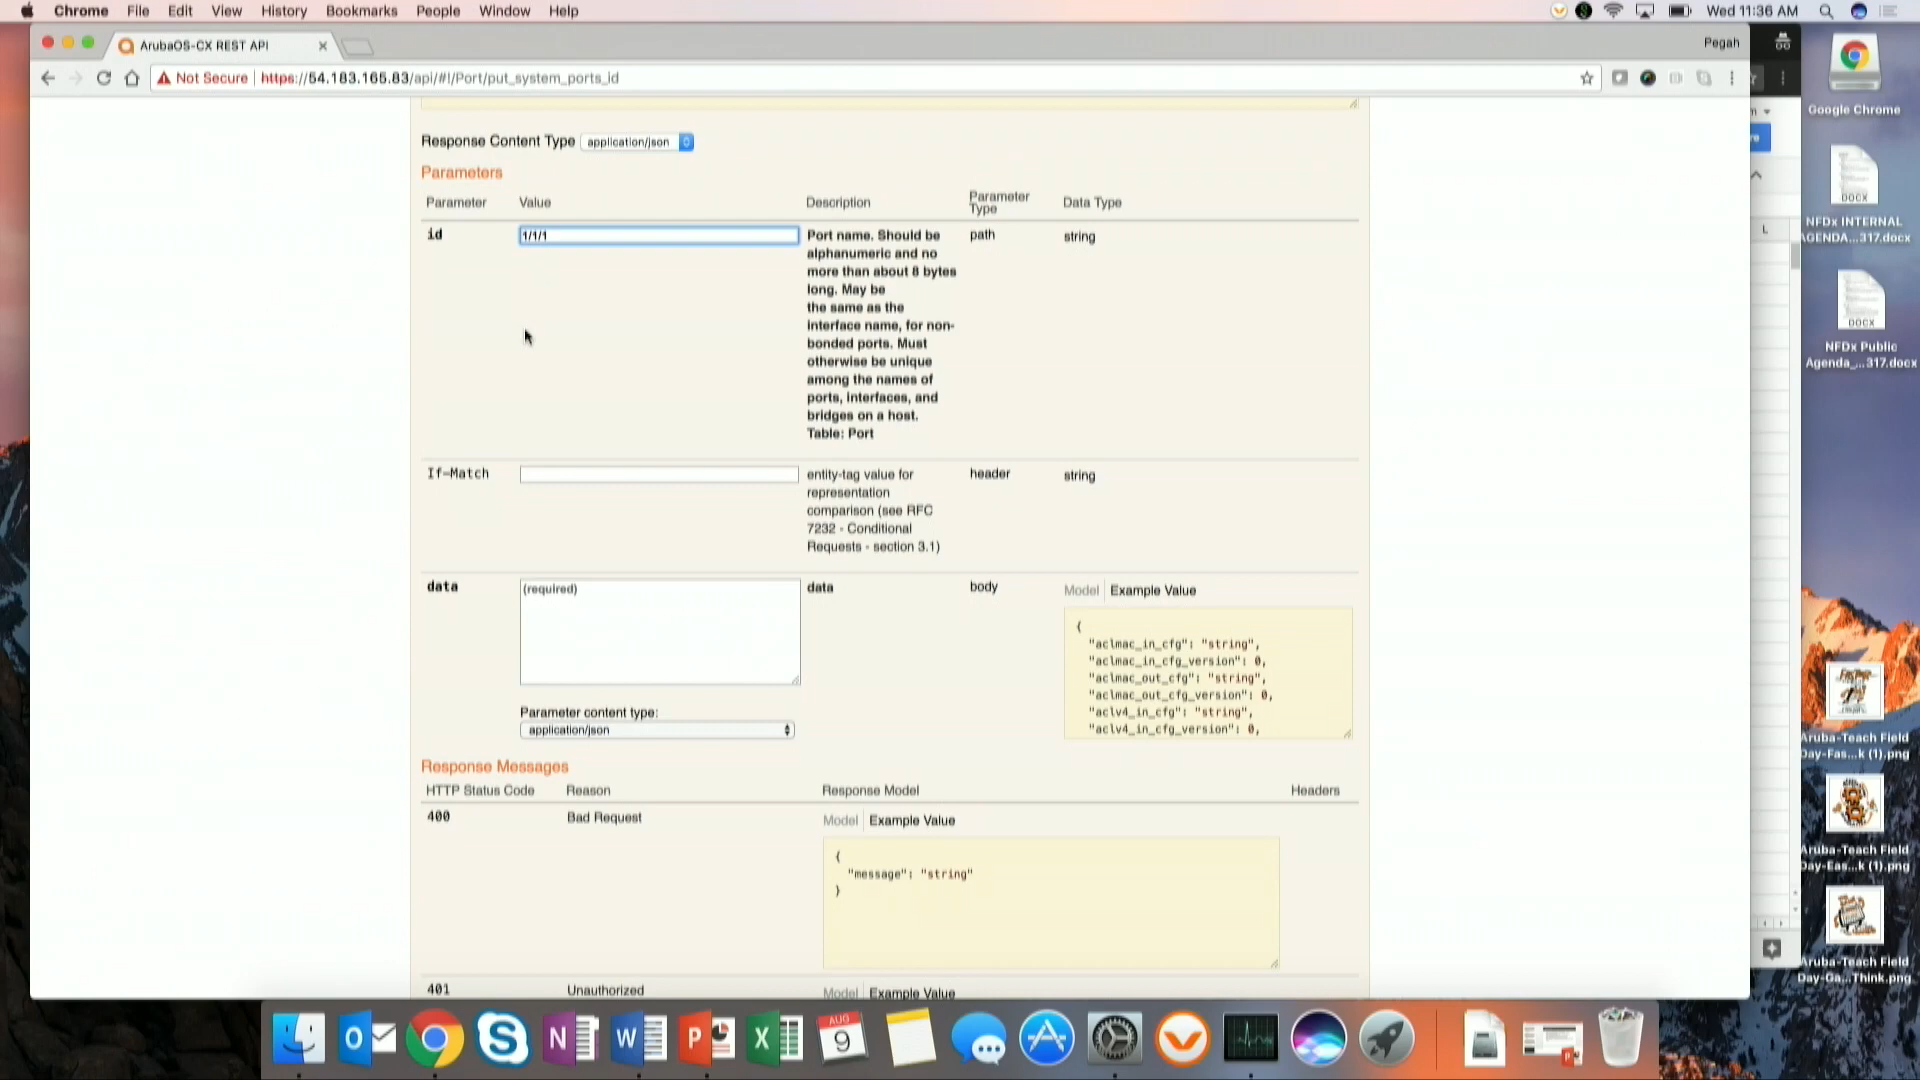 Chrome File Edit View History Bookmarks People Window Help
Wed 11:36 AM
ArubaOS-CX REST API
Pegah
Not Secure https://54.183.165.83/api/#!/Port/put_system_ports_id
Response Content Type application/json
Parameters
Parameter Value Description Parameter Type Data Type
id 1/1/1 Port name. Should be path string
alphanumeric and no
more than about 8 bytes
long. May be
the same as the
interface name, for non-
bonded ports. Must
otherwise be unique
among the names of
ports, interfaces, and
bridges on a host.
Table: Port
If-Match entity-tag value for header string
representation
comparison (see RFC
7232 - Conditional
Requests - section 3.1)
data (required) data body Model Example Value
{
"aclmac_in_cfg": "string",
"aclmac_in_cfg_version": 0,
"aclmac_out_cfg": "string",
"aclmac_out_cfg_version": 0,
"aclv4_in_cfg": "string",
"aclv4_in_cfg_version": 0,
Parameter content type:
application/json
Response Messages
HTTP Status Code Reason Response Model Headers
400 Bad Request Model Example Value
{
"message": "string"
}
401 Unauthorized Model Example Value
L
Google Chrome
DOCX
NFDx INTERNAL
AGENDA...317.docx
DOCX
NFDx Public
Agenda_...317.docx
Aruba-Teach Field
Day-Fas...k (1).png
Aruba-Teach Field
Day-Eas...k (1).png
Aruba-Teach Field
Day-Ga...Think.png
AUG
9